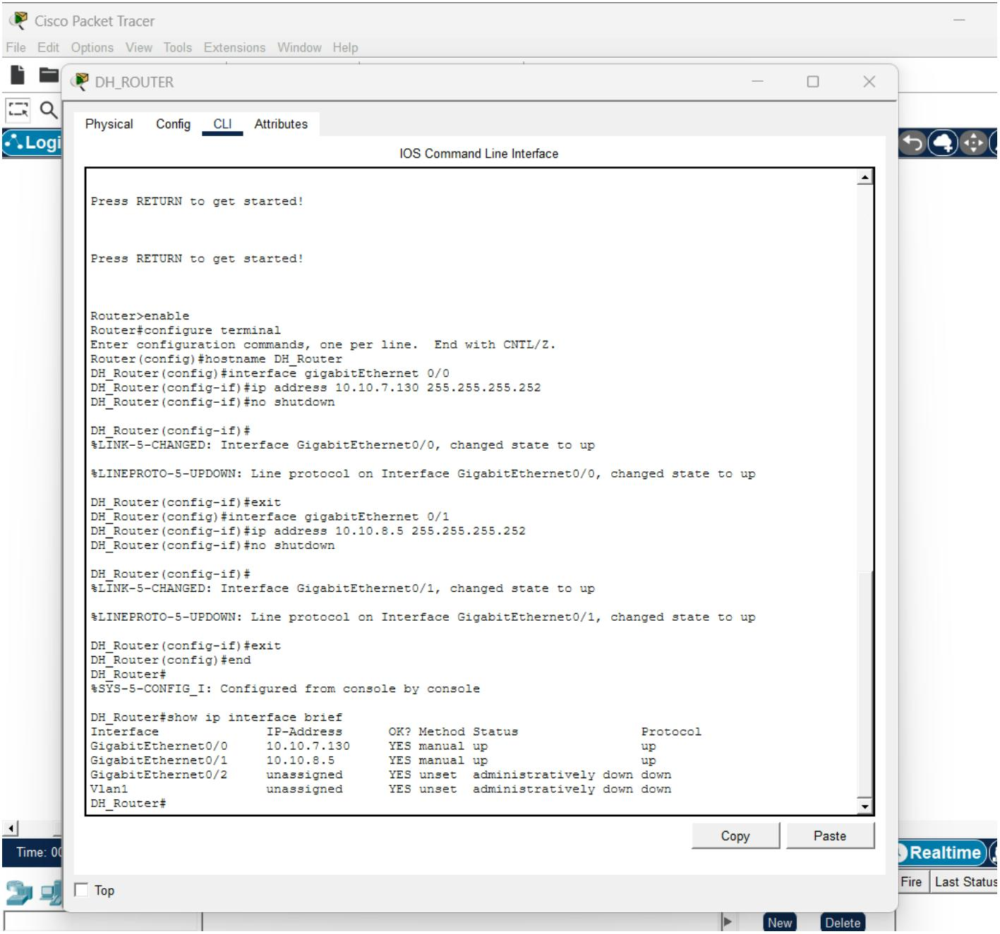 Cisco Packet Tracer
File Edit Options View Tools Extensions Window Help
DH_ROUTER
Physical Config CLI Attributes
Logi
IOS Command Line Interface
Press RETURN to get started!
Press RETURN to get started!
Router>enable
Router#configure terminal
Enter configuration commands, one per line.  End with CNTL/Z.
Router(config)#hostname DH_Router
DH_Router(config)#interface gigabitEthernet 0/0
DH_Router(config-if)#ip address 10.10.7.130 255.255.255.252
DH_Router(config-if)#no shutdown
DH_Router(config-if)#
%LINK-5-CHANGED: Interface GigabitEthernet0/0, changed state to up
%LINEPROTO-5-UPDOWN: Line protocol on Interface GigabitEthernet0/0, changed state to up
DH_Router(config-if)#exit
DH_Router(config)#interface gigabitEthernet 0/1
DH_Router(config-if)#ip address 10.10.8.5 255.255.255.252
DH_Router(config-if)#no shutdown
DH_Router(config-if)#
%LINK-5-CHANGED: Interface GigabitEthernet0/1, changed state to up
%LINEPROTO-5-UPDOWN: Line protocol on Interface GigabitEthernet0/1, changed state to up
DH_Router(config-if)#exit
DH_Router(config)#end
DH_Router#
%SYS-5-CONFIG_I: Configured from console by console
DH_Router#show ip interface brief
Interface IP-Address OK? Method Status Protocol
GigabitEthernet0/0 10.10.7.130 YES manual up up
GigabitEthernet0/1 10.10.8.5 YES manual up up
GigabitEthernet0/2 unassigned YES unset administratively down down
Vlan1 unassigned YES unset administratively down down
DH_Router#
Copy Paste
Time: 00
Realtime
Top
Fire Last Status
New Delete